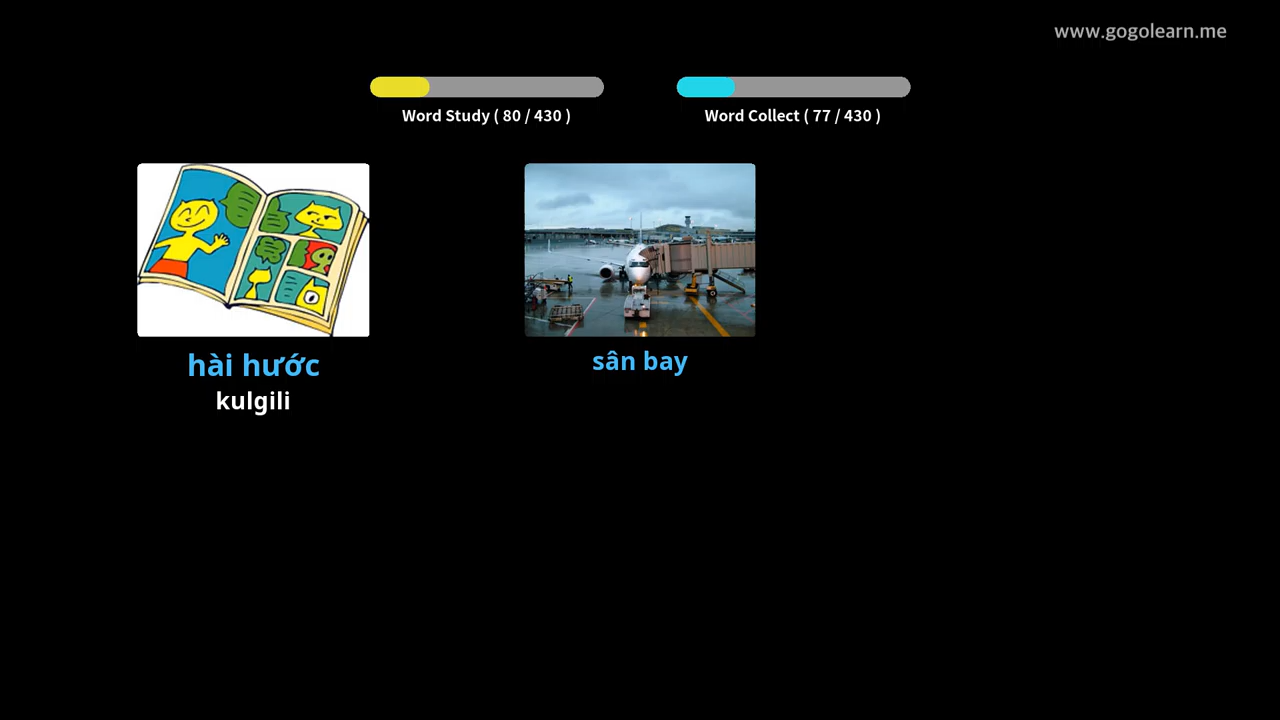 www.gogolearn.me
Word Study ( 80 / 430 )
Word Collect ( 77 / 430 )
hài hước
kulgili
sân bay